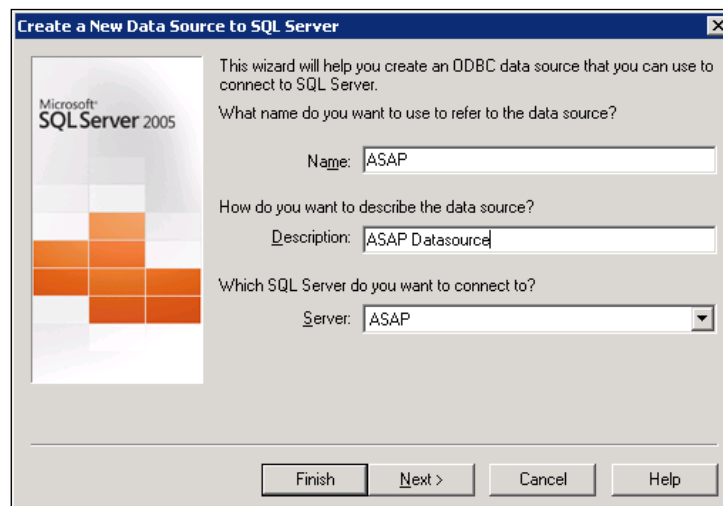 Create a New Data Source to SQL Server
Microsoft®
SQL Server 2005
This wizard will help you create an ODBC data source that you can use to
connect to SQL Server.
What name do you want to use to refer to the data source?
Name: ASAP
How do you want to describe the data source?
Description: ASAP Datasource
Which SQL Server do you want to connect to?
Server: ASAP
Finish
Next >
Cancel
Help